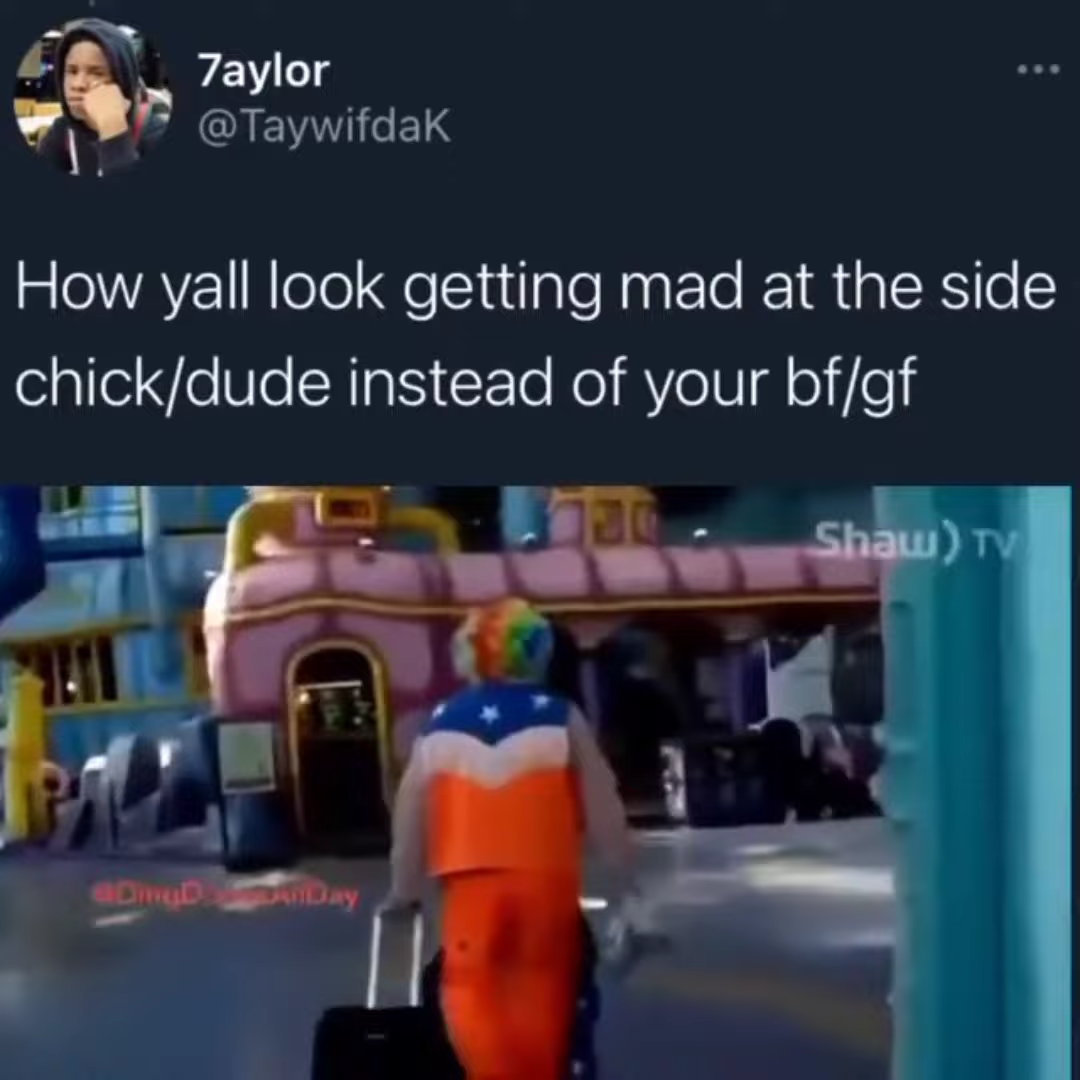 7aylor
@TaywifdaK
How yall look getting mad at the side
chick/dude instead of your bf/gf
Shaw) TV